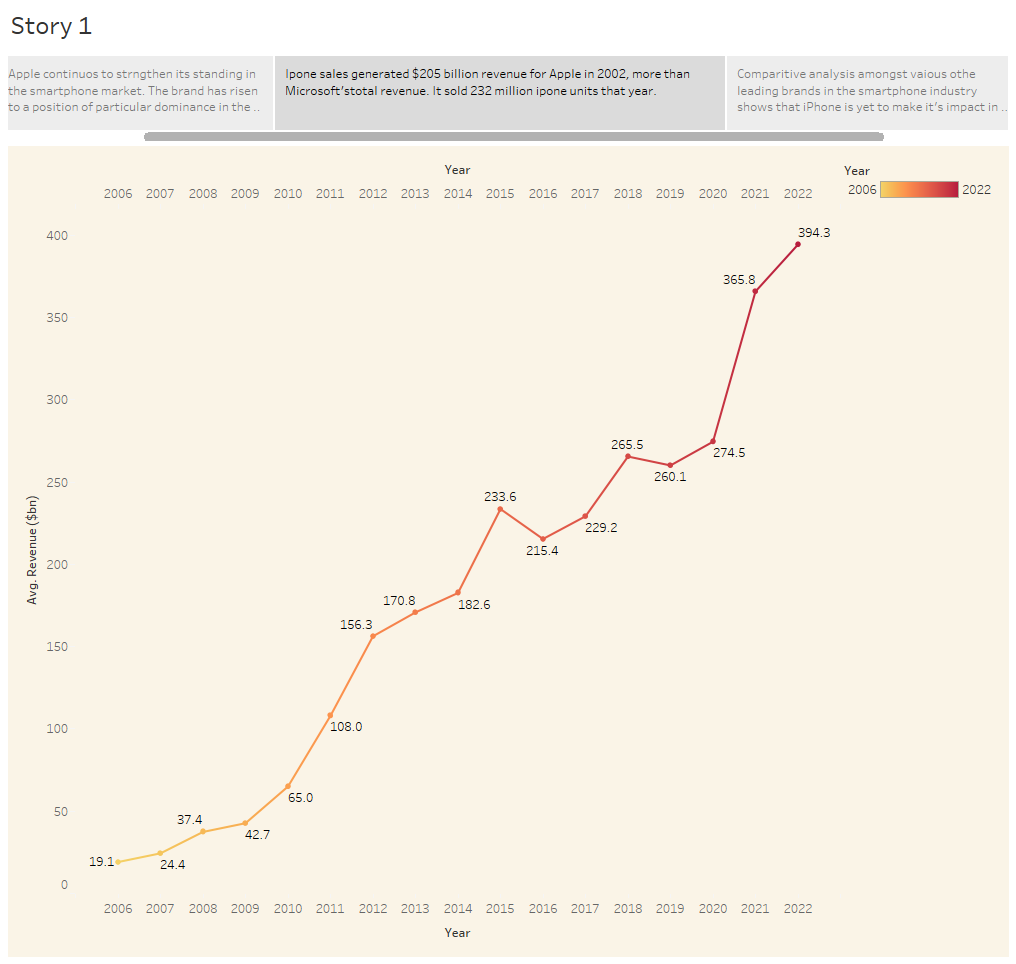 Story 1
Apple continuos to strngthen its standing in
the smartphone market. The brand has risen
to a position of particular dominance in the ..
Ipone sales generated $205 billion revenue for Apple in 2002, more than
Microsoft'stotal revenue. It sold 232 million ipone units that year.
Comparitive analysis amongst vaious othe
leading brands in the smartphone industry
shows that iPhone is yet to make it's impact in ..
Year
2006 2007 2008 2009 2010 2011 2012 2013 2014 2015 2016 2017 2018 2019 2020 2021 2022
Year
2006 2022
400
350
300
250
200
150
100
50
0
Avg. Revenue ($bn)
19.1
24.4
37.4
42.7
65.0
108.0
156.3
170.8
182.6
233.6
215.4
229.2
265.5
260.1
274.5
365.8
394.3
2006 2007 2008 2009 2010 2011 2012 2013 2014 2015 2016 2017 2018 2019 2020 2021 2022
Year